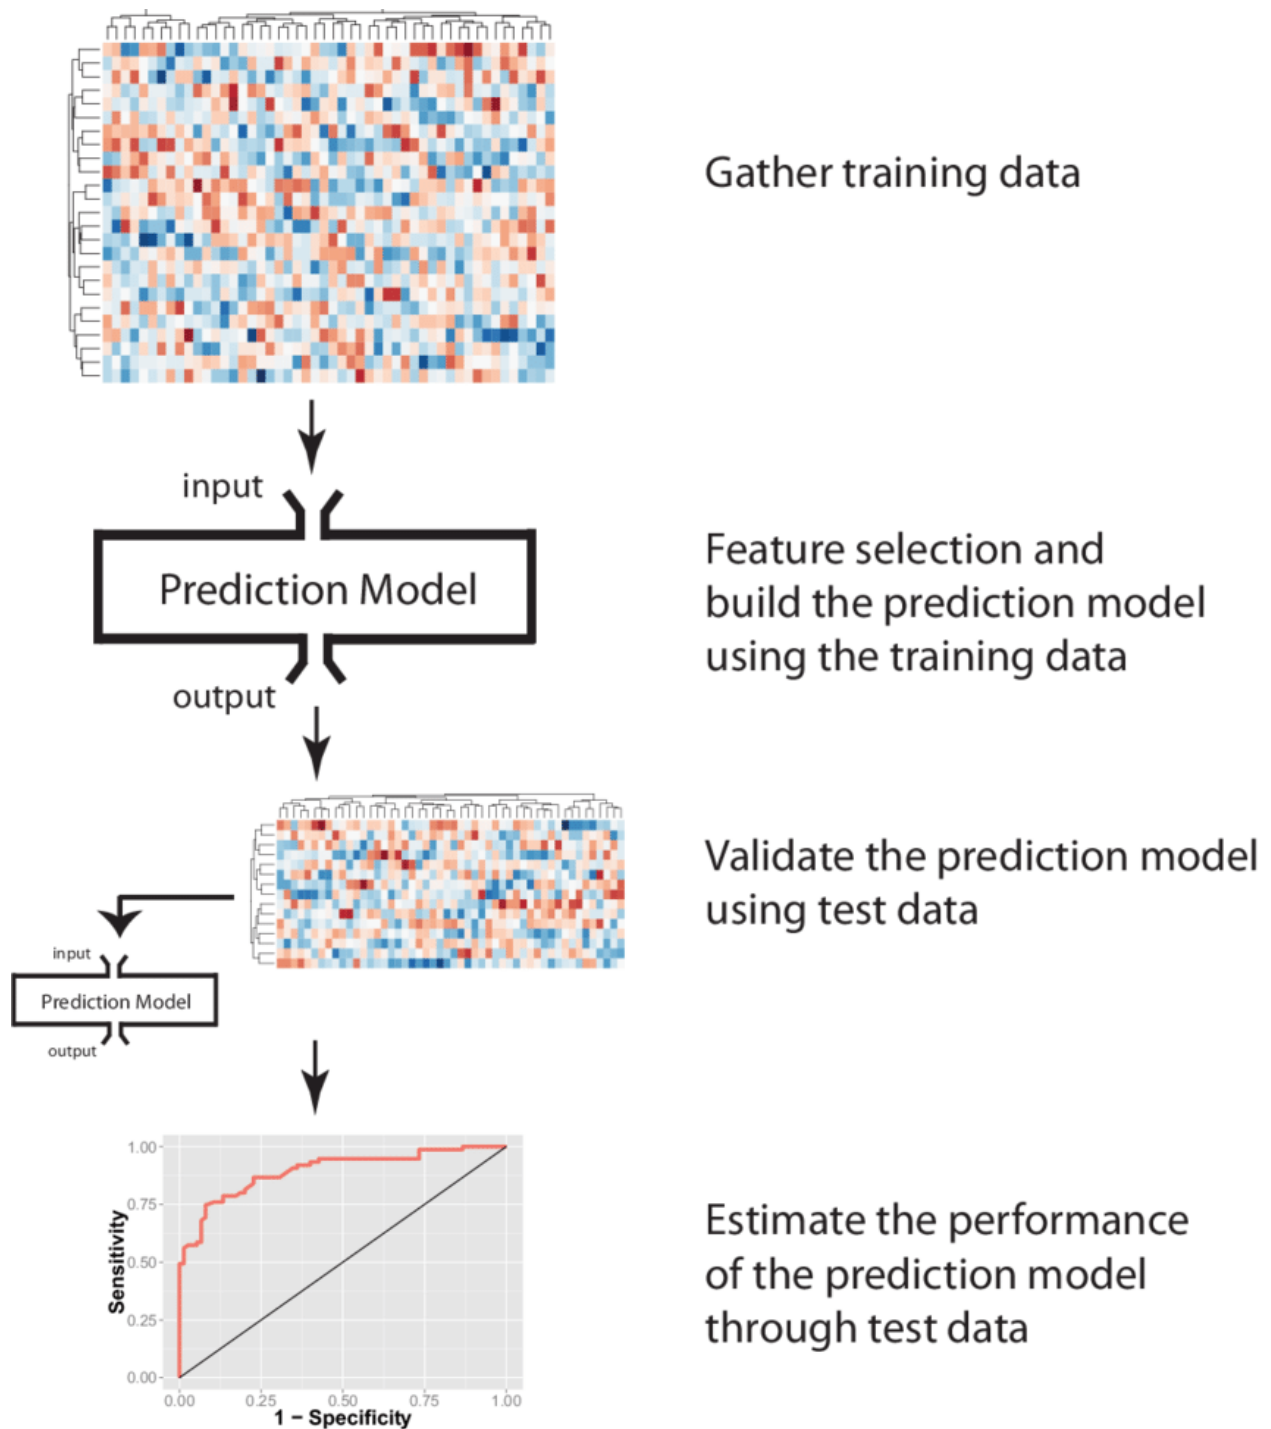 Gather training data
input
Prediction Model
output
Feature selection and
build the prediction model
using the training data
Validate the prediction model
using test data
input
Prediction Model
output
1.00
0.75
0.50
0.25
0.00
Sensitivity
0.00 0.25 0.50 0.75 1.00
1 − Specificity
Estimate the performance
of the prediction model
through test data